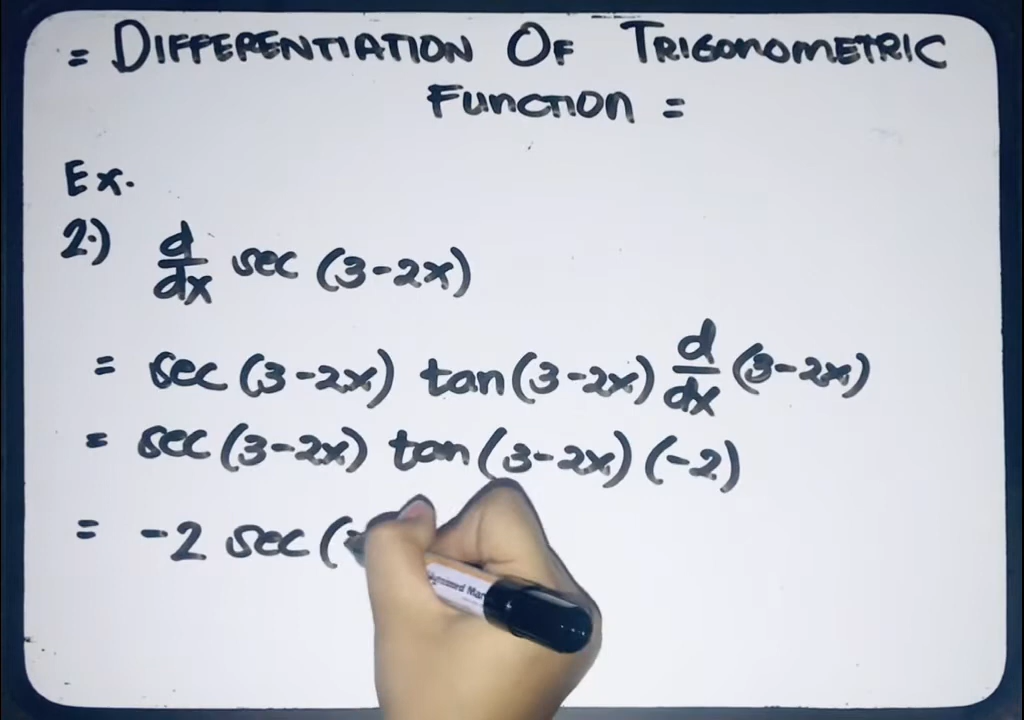 = DIFFERENTIATION OF TRIGONOMETRIC
FUNCTION =
Ex.
2.) d/dx sec (3-2x)
= sec (3-2x) tan (3-2x) d/dx (3-2x)
= sec (3-2x) tan (3-2x) (-2)
= -2 sec (